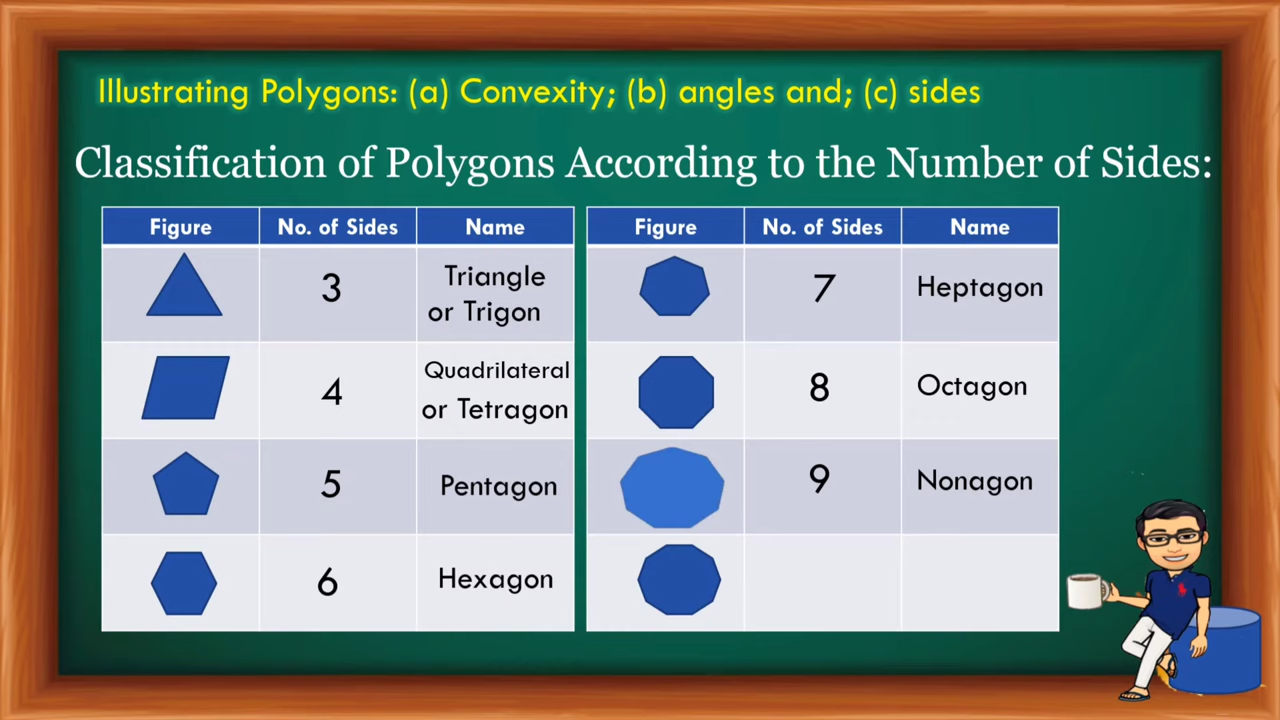 Illustrating Polygons: (a) Convexity; (b) angles and; (c) sides
Classification of Polygons According to the Number of Sides:
Figure No. of Sides Name
3 Triangle
or Trigon
4 Quadrilateral
or Tetragon
5 Pentagon
6 Hexagon
Figure No. of Sides Name
7 Heptagon
8 Octagon
9 Nonagon